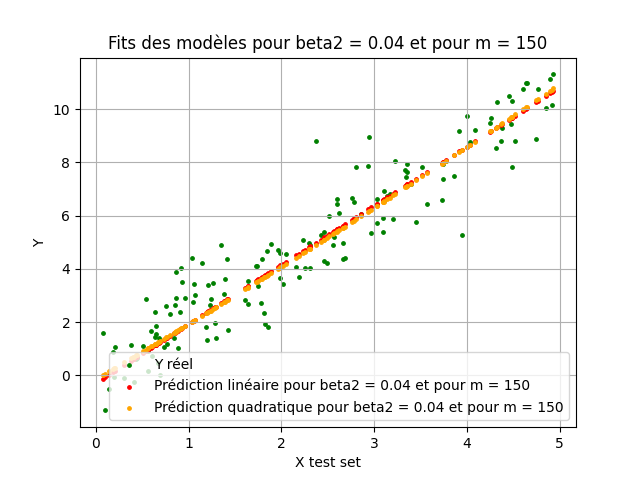 Fits des modèles pour beta2 = 0.04 et pour m = 150
Y
10
8
6
4
2
0
Y réel
Prédiction linéaire pour beta2 = 0.04 et pour m = 150
Prédiction quadratique pour beta2 = 0.04 et pour m = 150
0 1 2 3 4 5
X test set